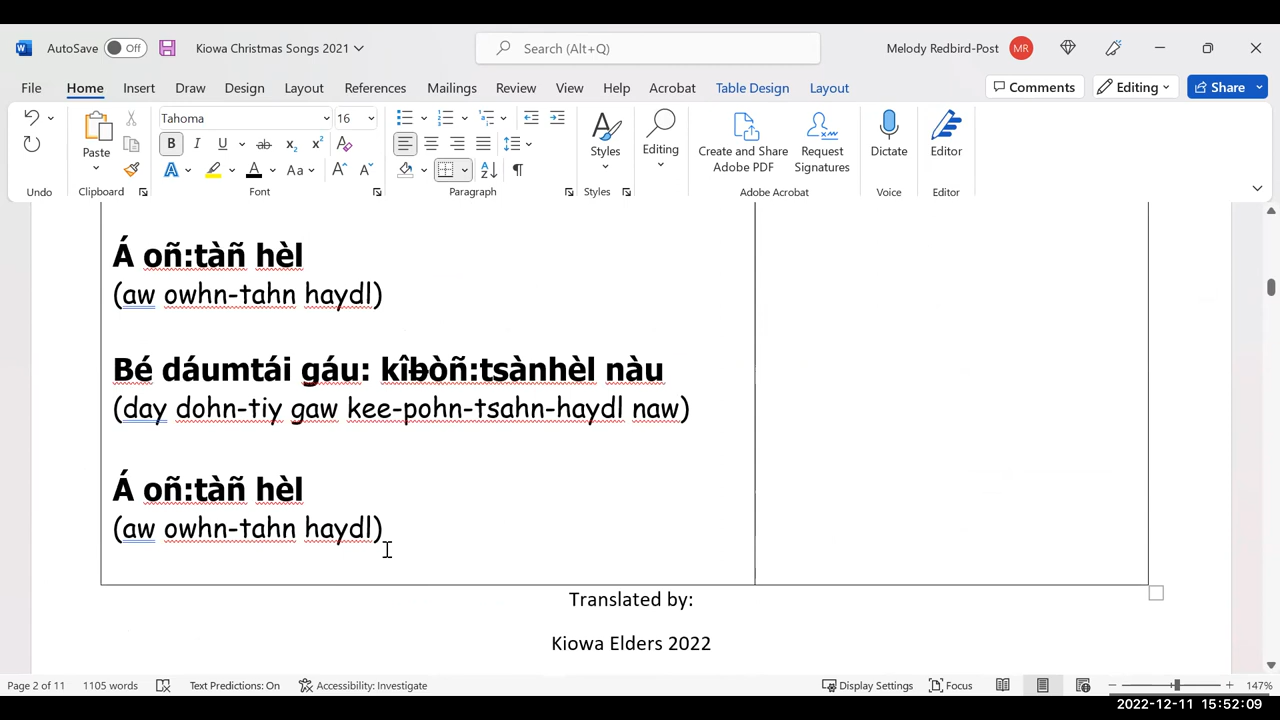 AutoSave Off Kiowa Christmas Songs 2021 Search (Alt+Q) Melody Redbird-Post MR
File Home Insert Draw Design Layout References Mailings Review View Help Acrobat Table Design Layout Comments Editing Share
Tahoma 16
Paste Styles Editing Create and Share Adobe PDF Request Signatures Dictate Editor
Undo Clipboard Font Paragraph Styles Adobe Acrobat Voice Editor
Á oñ:tàñ hèl
(aw owhn-tahn haydl)
Bé dáumtái gáu: kîƀòñ:tsànhèl nàu
(day dohn-tiy gaw kee-pohn-tsahn-haydl naw)
Á oñ:tàñ hèl
(aw owhn-tahn haydl)
Translated by:
Kiowa Elders 2022
Page 2 of 11 1105 words Text Predictions: On Accessibility: Investigate Display Settings Focus 147%
2022-12-11 15:52:09